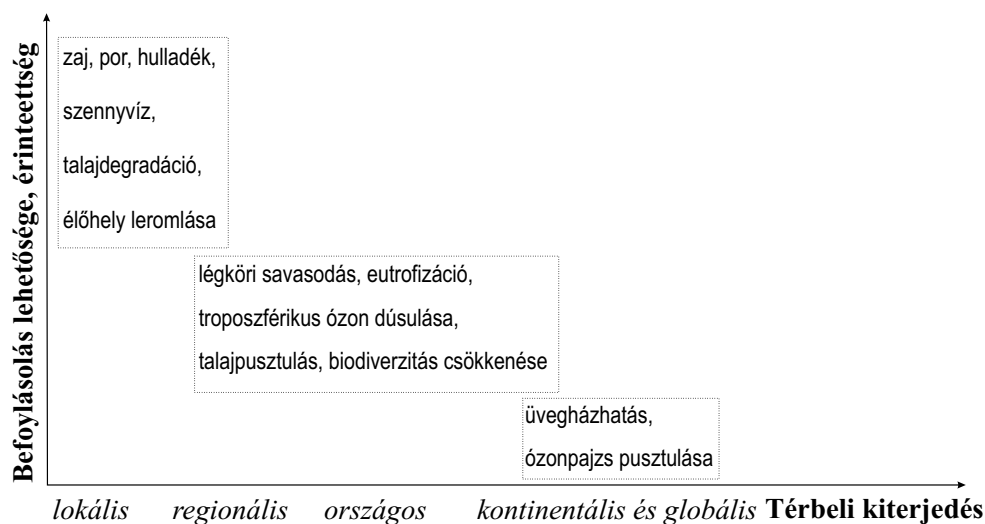 Befoylásolás lehetősége, érinteettség
zaj, por, hulladék,
szennyvíz,
talajdegradáció,
élőhely leromlása
légköri savasodás, eutrofizáció,
troposzférikus ózon dúsulása,
talajpusztulás, biodiverzitás csökkenése
üvegházhatás,
ózonpajzs pusztulása
lokális regionális országos kontinentális és globális Térbeli kiterjedés